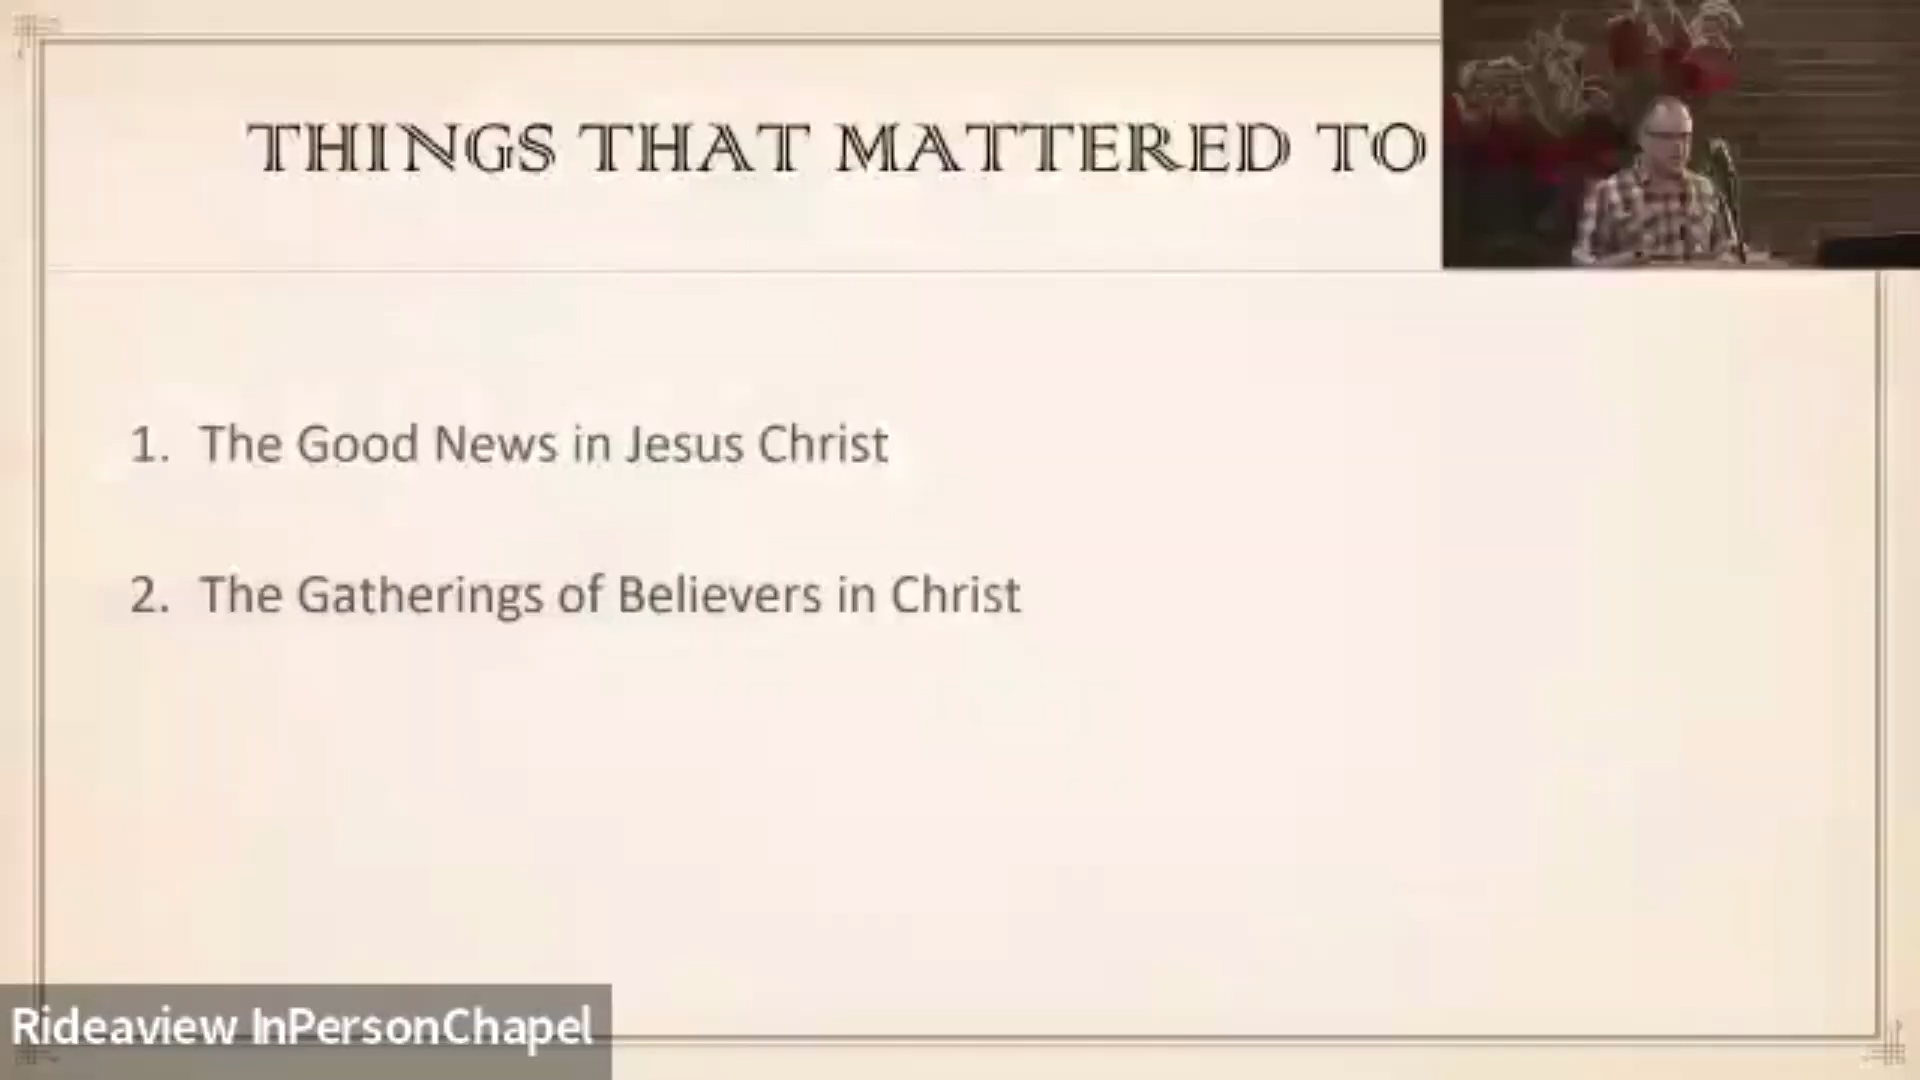 THINGS THAT MATTERED TO
1. The Good News in Jesus Christ
2. The Gatherings of Believers in Christ
Rideaview InPersonChapel